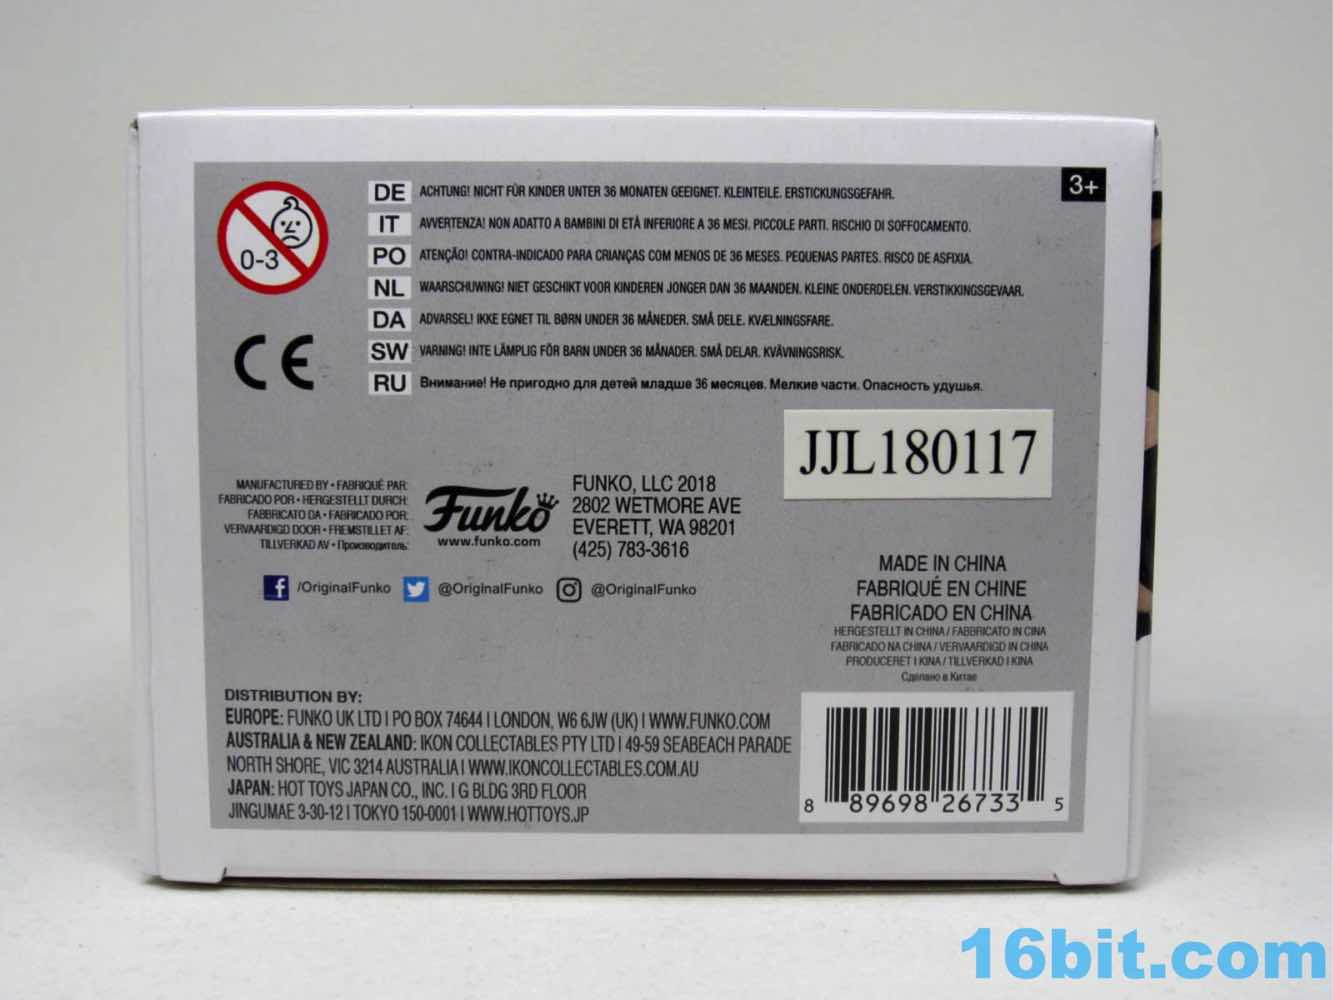 0-3
3+
DE ACHTUNG! NICHT FÜR KINDER UNTER 36 MONATEN GEEIGNET. KLEINTEILE. ERSTICKUNGSGEFAHR.
IT AVVERTENZA! NON ADATTO A BAMBINI DI ETÀ INFERIORE A 36 MESI. PICCOLE PARTI. RISCHIO DI SOFFOCAMENTO.
PO ATENÇÃO! CONTRA-INDICADO PARA CRIANÇAS COM MENOS DE 36 MESES. PEQUENAS PARTES. RISCO DE ASFIXIA.
NL WAARSCHUWING! NIET GESCHIKT VOOR KINDEREN JONGER DAN 36 MAANDEN. KLEINE ONDERDELEN. VERSTIKKINGSGEVAAR.
DA ADVARSEL! IKKE EGNET TIL BØRN UNDER 36 MÅNEDER. SMÅ DELE. KVÆLNINGSFARE.
SW VARNING! INTE LÄMPLIG FÖR BARN UNDER 36 MÅNADER. SMÅ DELAR. KVÄVNINGSRISK.
RU Внимание! Не пригодно для детей младше 36 месяцев. Мелкие части. Опасность удушья.
CE
JJL180117
MANUFACTURED BY • FABRIQUÉ PAR:
FABRICADO POR • HERGESTELLT DURCH:
FABBRICATO DA • FABRICADO POR:
VERVAARDIGD DOOR • FREMSTILLET AF:
TILLVERKAD AV • Производитель:
Funko
www.funko.com
FUNKO, LLC 2018
2802 WETMORE AVE
EVERETT, WA 98201
(425) 783-3616
/OriginalFunko @OriginalFunko @OriginalFunko
MADE IN CHINA
FABRIQUÉ EN CHINE
FABRICADO EN CHINA
HERGESTELLT IN CHINA / FABBRICATO IN CINA
FABRICADO NA CHINA / VERVAARDIGD IN CHINA
PRODUCERET I KINA / TILLVERKAD I KINA
Сделано в Китае
DISTRIBUTION BY:
EUROPE: FUNKO UK LTD | PO BOX 74644 | LONDON, W6 6JW (UK) | WWW.FUNKO.COM
AUSTRALIA & NEW ZEALAND: IKON COLLECTABLES PTY LTD | 49-59 SEABEACH PARADE
NORTH SHORE, VIC 3214 AUSTRALIA | WWW.IKONCOLLECTABLES.COM.AU
JAPAN: HOT TOYS JAPAN CO., INC. | G BLDG 3RD FLOOR
JINGUMAE 3-30-12 | TOKYO 150-0001 | WWW.HOTTOYS.JP
8 89698 26733 5
16bit.com